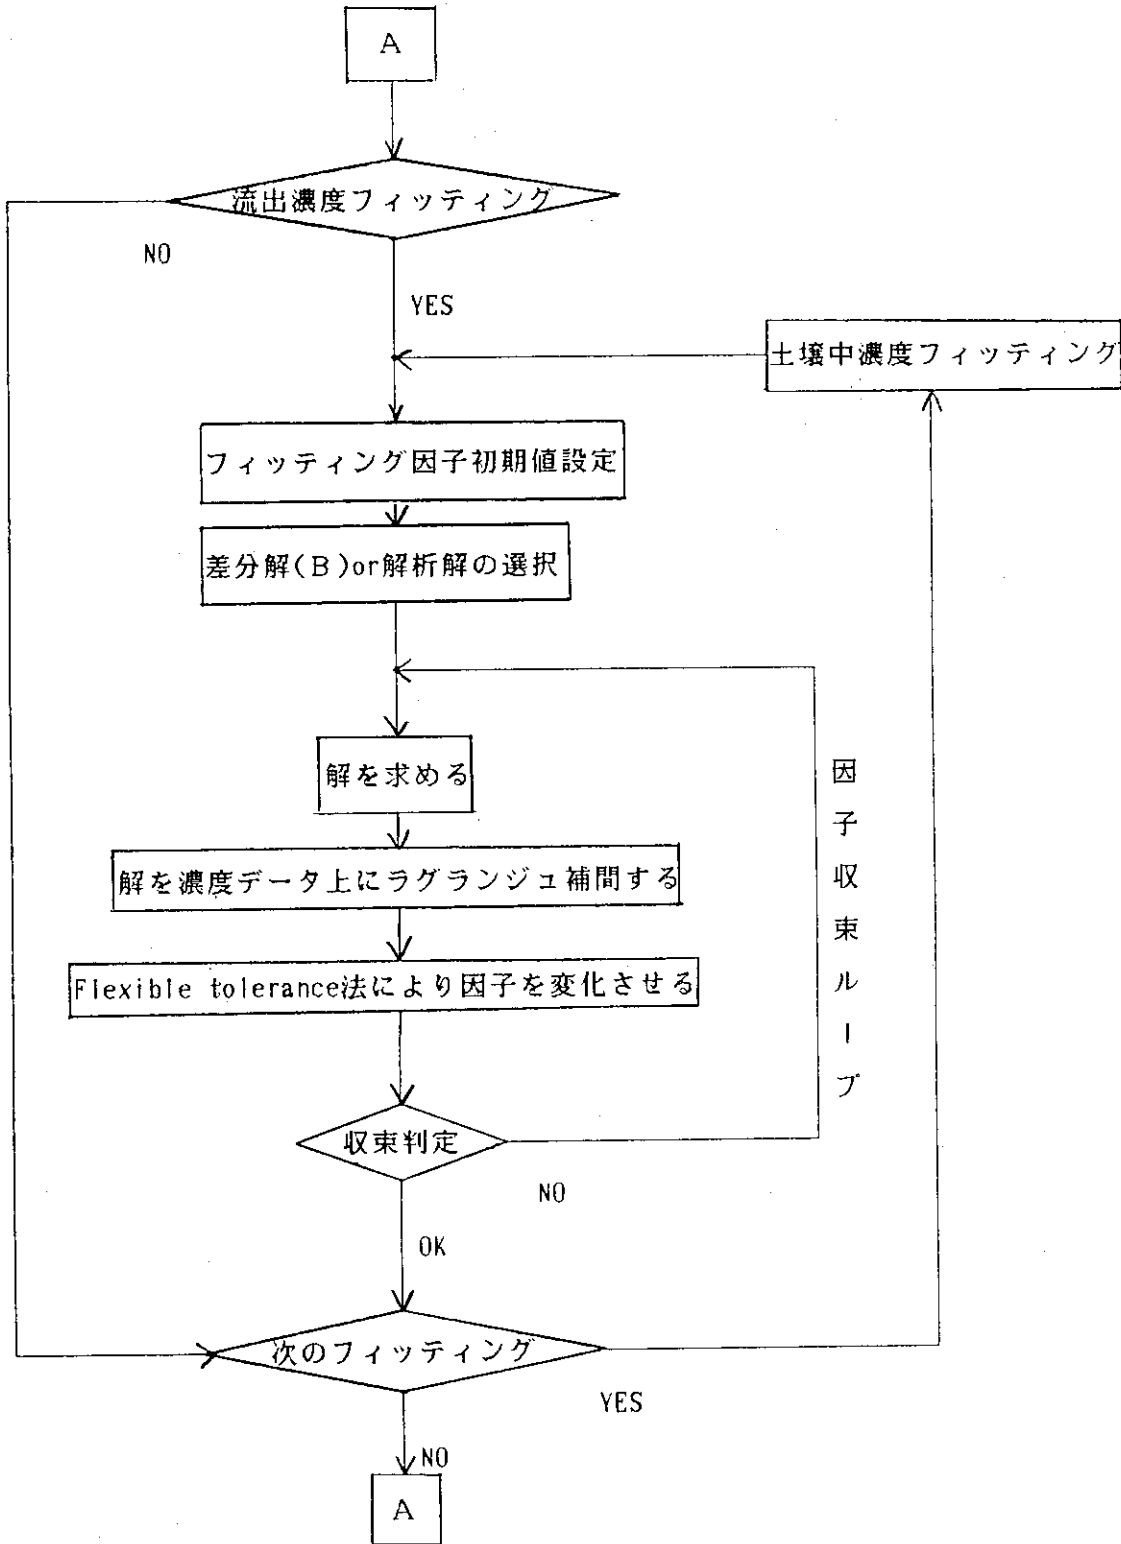 A
流出濃度フィッティング
NO
YES
土壌中濃度フィッティング
フィッティング因子初期値設定
差分解(B)or解析解の選択
解を求める
因子収束ループ
解を濃度データ上にラグランジュ補間する
Flexible tolerance法により因子を変化させる
収束判定
NO
OK
次のフィッティング
YES
NO
A